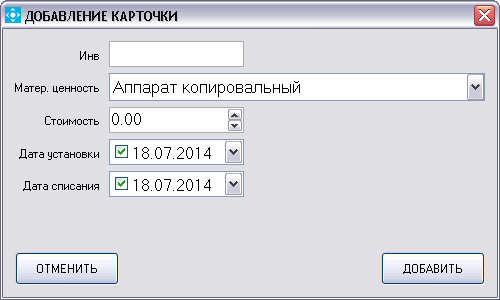 ДОБАВЛЕНИЕ КАРТОЧКИ
Инв
Матер. ценность Аппарат копировальный
Стоимость 0.00
Дата установки 18.07.2014
Дата списания 18.07.2014
ОТМЕНИТЬ ДОБАВИТЬ